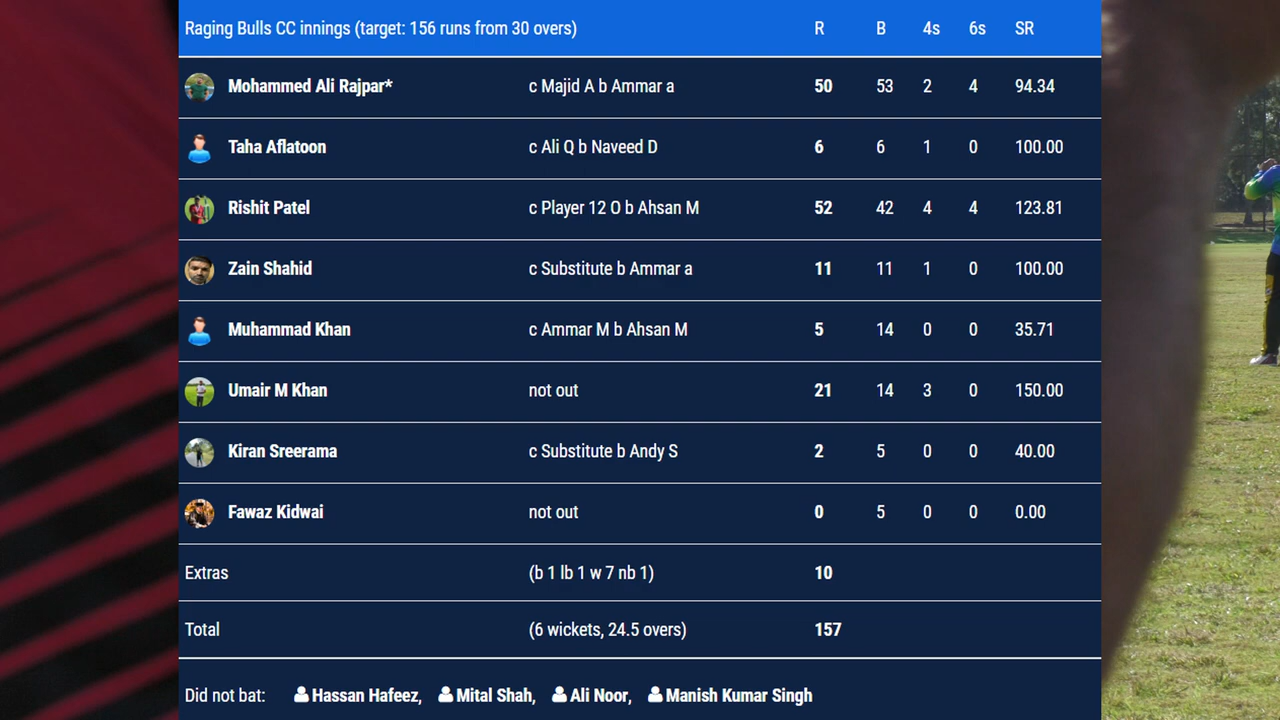 Raging Bulls CC innings (target: 156 runs from 30 overs) R B 4s 6s SR
Mohammed Ali Rajpar* c Majid A b Ammar a 50 53 2 4 94.34
Taha Aflatoon c Ali Q b Naveed D 6 6 1 0 100.00
Rishit Patel c Player 12 O b Ahsan M 52 42 4 4 123.81
Zain Shahid c Substitute b Ammar a 11 11 1 0 100.00
Muhammad Khan c Ammar M b Ahsan M 5 14 0 0 35.71
Umair M Khan not out 21 14 3 0 150.00
Kiran Sreerama c Substitute b Andy S 2 5 0 0 40.00
Fawaz Kidwai not out 0 5 0 0 0.00
Extras (b 1 lb 1 w 7 nb 1) 10
Total (6 wickets, 24.5 overs) 157
Did not bat: Hassan Hafeez, Mital Shah, Ali Noor, Manish Kumar Singh